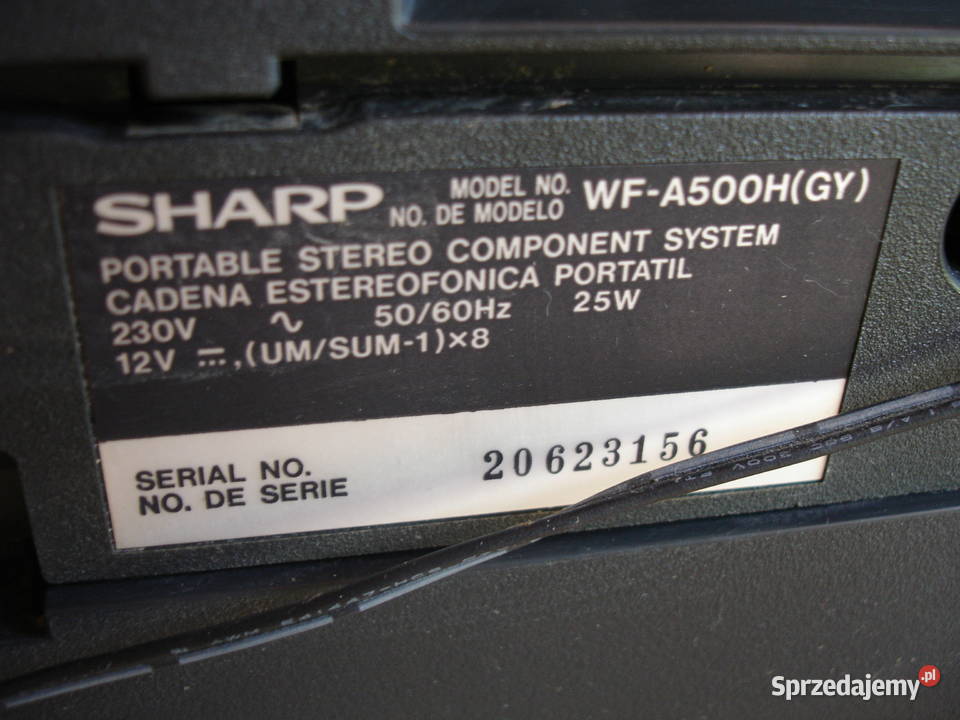 SHARP MODEL NO. WF-A500H(GY)
NO. DE MODELO
PORTABLE STEREO COMPONENT SYSTEM
CADENA ESTEREOFONICA PORTATIL
230V ∿ 50/60Hz 25W
12V ⎓,(UM/SUM-1)×8
SERIAL NO. 20623156
NO. DE SERIE
300V
Sprzedajemy.pl